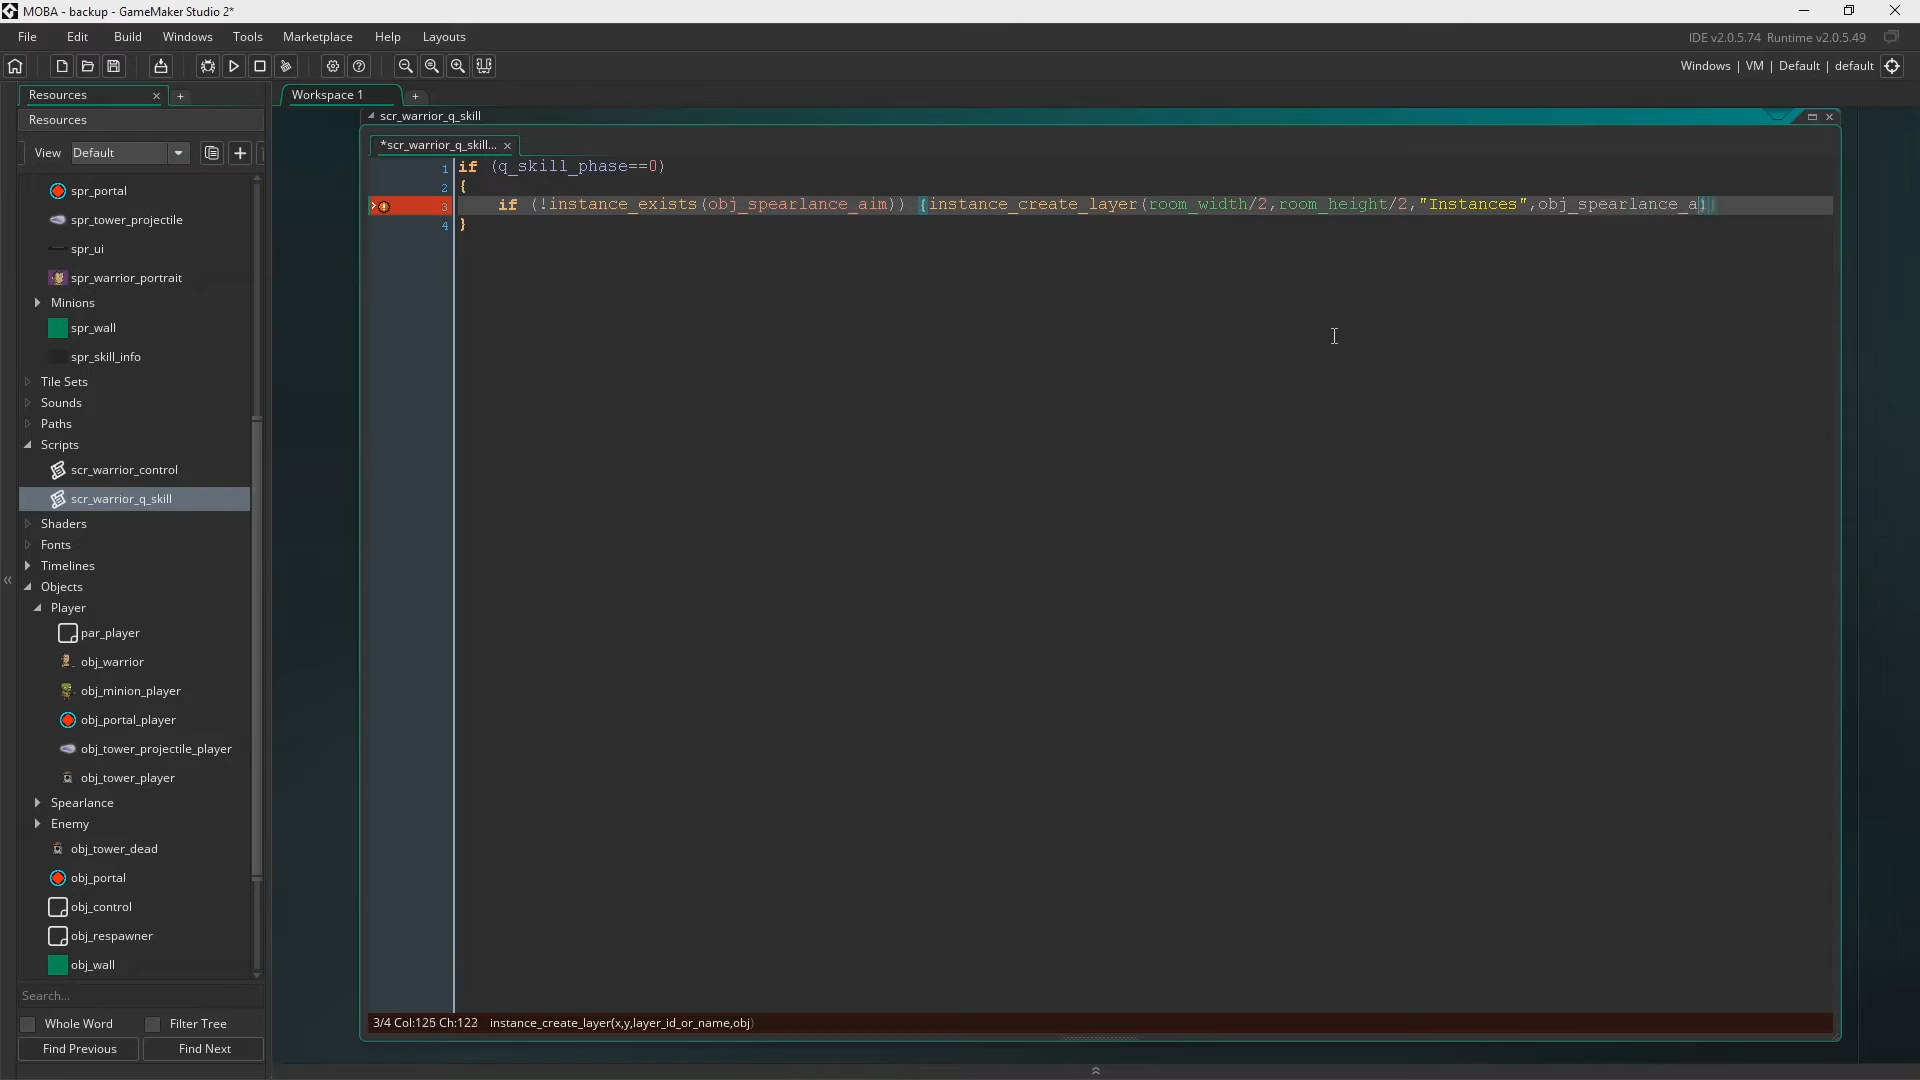 MOBA - backup - GameMaker Studio 2*
File Edit Build Windows Tools Marketplace Help Layouts
IDE v2.0.5.74 Runtime v2.0.5.49
Windows | VM | Default | default
Resources
Workspace 1
Resources
View Default
spr_portal
spr_tower_projectile
spr_ui
spr_warrior_portrait
Minions
spr_wall
spr_skill_info
Tile Sets
Sounds
Paths
Scripts
scr_warrior_control
scr_warrior_q_skill
Shaders
Fonts
Timelines
Objects
Player
par_player
obj_warrior
obj_minion_player
obj_portal_player
obj_tower_projectile_player
obj_tower_player
Spearlance
Enemy
obj_tower_dead
obj_portal
obj_control
obj_respawner
obj_wall
Search...
Whole Word Filter Tree
Find Previous Find Next
scr_warrior_q_skill
*scr_warrior_q_skill...
1 if (q_skill_phase==0)
2 {
3 if (!instance_exists(obj_spearlance_aim)) {instance_create_layer(room_width/2,room_height/2,"Instances",obj_spearlance_a
4 }
3/4 Col:125 Ch:122 instance_create_layer(x,y,layer_id_or_name,obj)